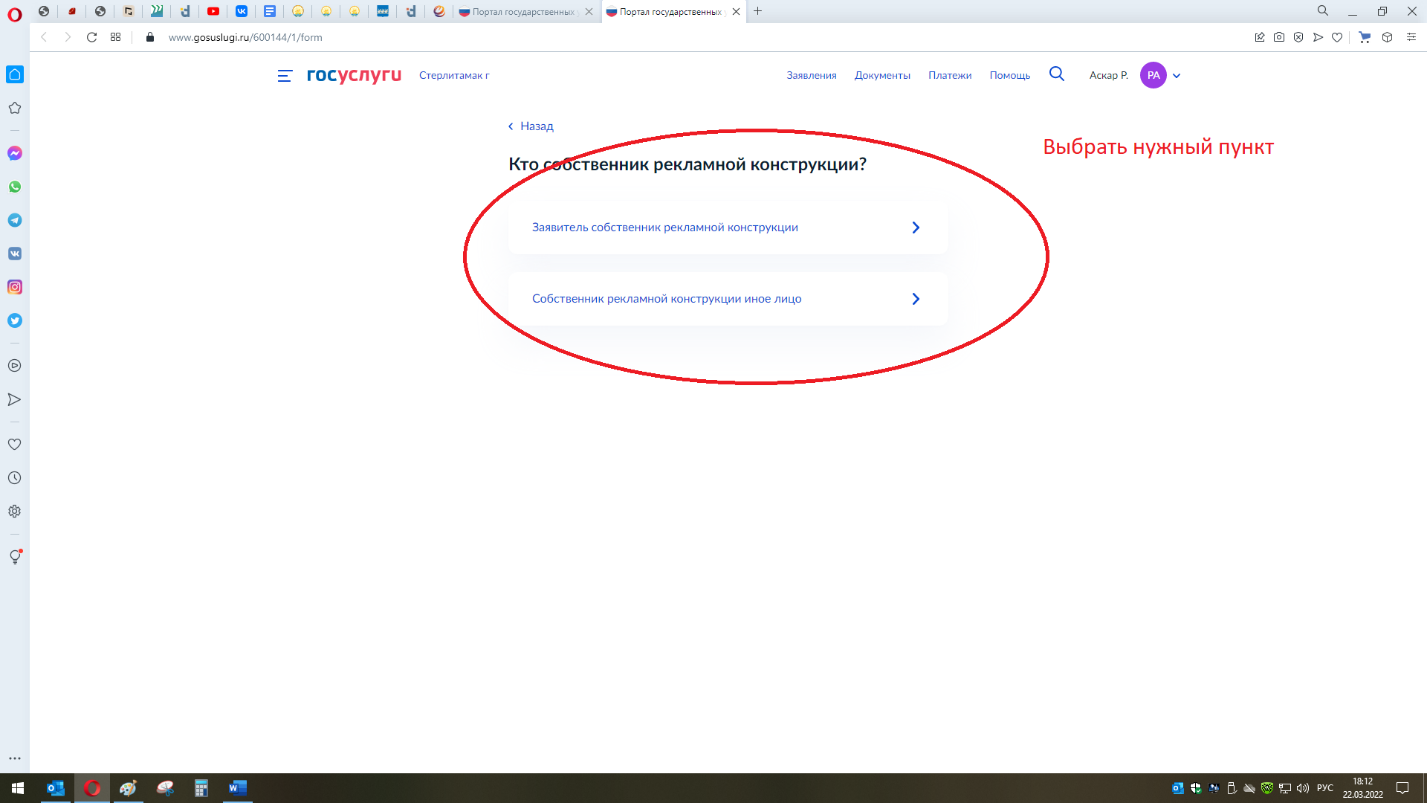 Портал государственных
Портал государственных у
www.gosuslugi.ru/600144/1/form
госуслуги
Стерлитамак г
Заявления
Документы
Платежи
Помощь
Аскар Р.
РА
Назад
Выбрать нужный пункт
Кто собственник рекламной конструкции?
Заявитель собственник рекламной конструкции
Собственник рекламной конструкции иное лицо
РУС
18:12
22.03.2022